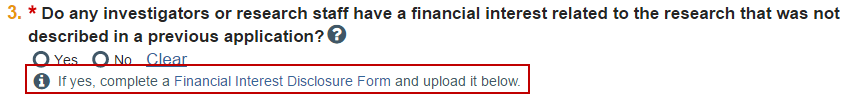 3. * Do any investigators or research staff have a financial interest related to the research that was not
described in a previous application?
Yes No Clear
If yes, complete a Financial Interest Disclosure Form and upload it below.